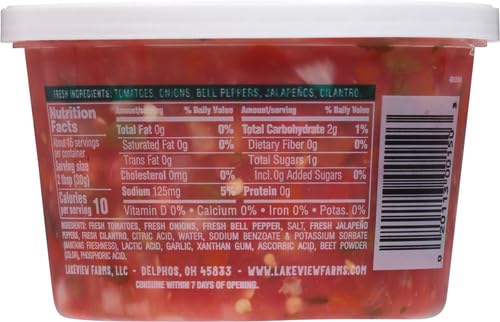 FRESH INGREDIENTS: TOMATOES, ONIONS, BELL PEPPERS, JALAPEÑOS, CILANTRO.
Nutrition Facts
About 15 servings per container
Serving size 2 tbsp (30g)
Calories per serving 10
Amount/serving % Daily Value
Total Fat 0g 0%
Saturated Fat 0g 0%
Trans Fat 0g
Cholesterol 0mg 0%
Sodium 125mg 5%
Amount/serving % Daily Value
Total Carbohydrate 2g 1%
Dietary Fiber 0g 0%
Total Sugars 1g
Incl. 0g Added Sugars 0%
Protein 0g
Vitamin D 0% • Calcium 0% • Iron 0% • Potas. 0%
INGREDIENTS: FRESH TOMATOES, FRESH ONIONS, FRESH BELL PEPPER, SALT, FRESH JALAPEÑO
PEPPERS, FRESH CILANTRO, CITRIC ACID, WATER, SODIUM BENZOATE & POTASSIUM SORBATE
(MAINTAINS FRESHNESS), LACTIC ACID, GARLIC, XANTHAN GUM, ASCORBIC ACID, BEET POWDER
(COLOR), PHOSPHORIC ACID.
LAKEVIEW FARMS, LLC - DELPHOS, OH 45833 - WWW.LAKEVIEWFARMS.COM
CONSUME WITHIN 7 DAYS OF OPENING.